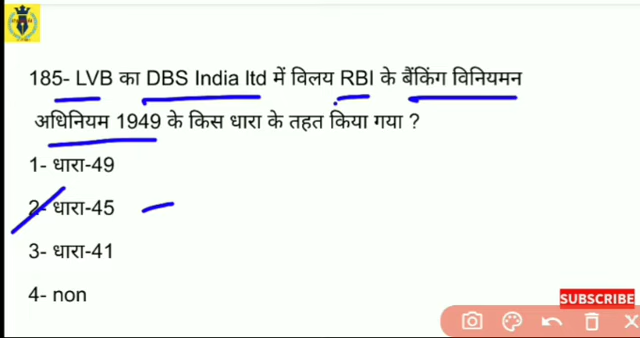 185- LVB का DBS India ltd में विलय RBI के बैंकिंग विनियमन
अधिनियम 1949 के किस धारा के तहत किया गया ?
1- धारा-49
2- धारा-45
3- धारा-41
4- non
SUBSCRIBE